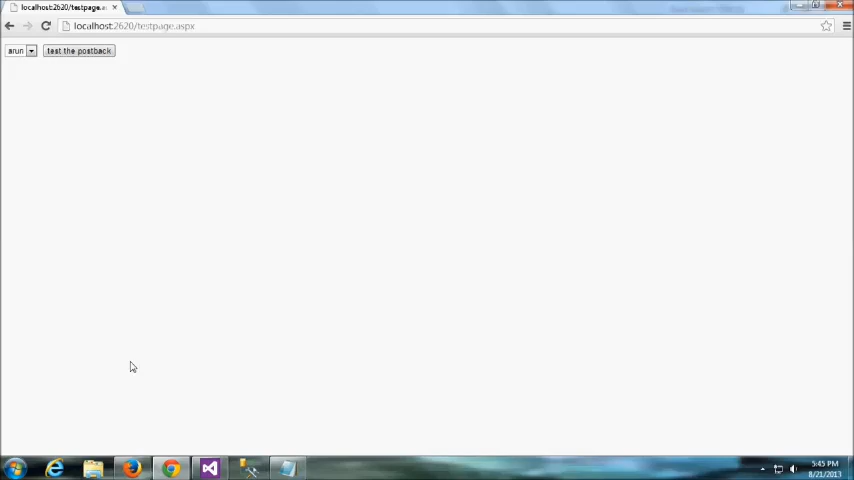 localhost:2620/testpage.a
localhost:2620/testpage.aspx
arun
test the postback
5:45 PM
8/21/2013